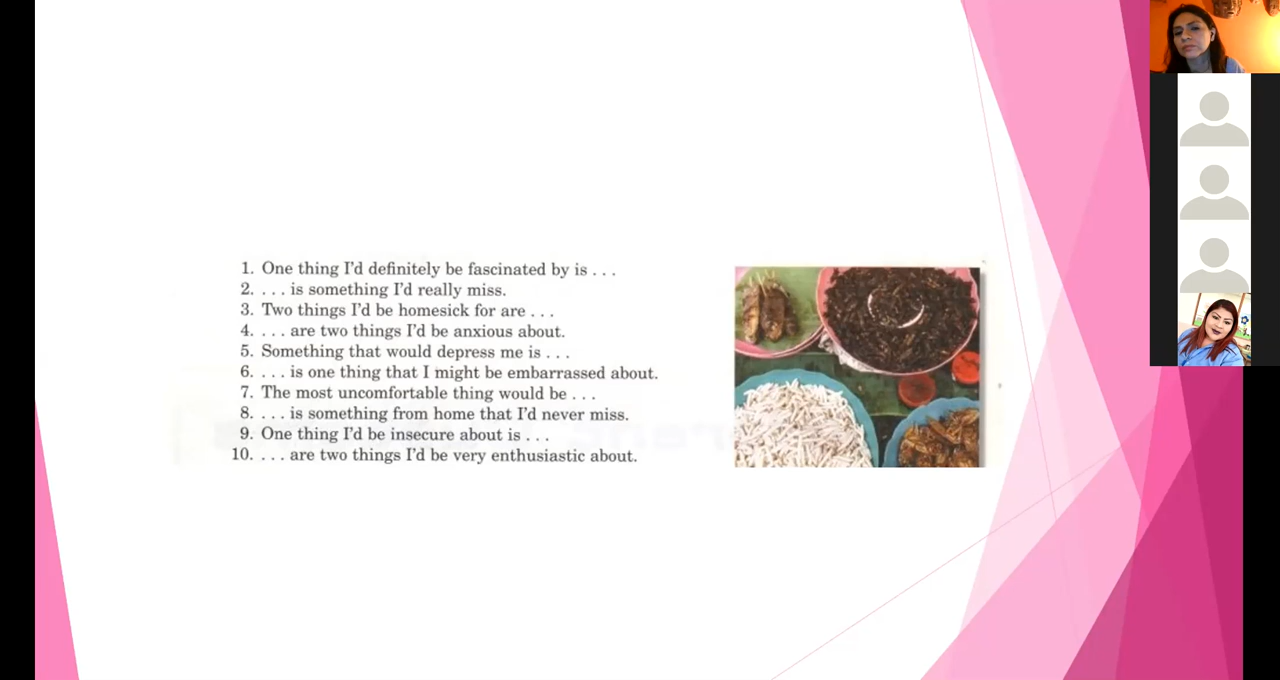 1. One thing I'd definitely be fascinated by is . . .
2. . . . is something I'd really miss.
3. Two things I'd be homesick for are . . .
4. . . . are two things I'd be anxious about.
5. Something that would depress me is . . .
6. . . . is one thing that I might be embarrassed about.
7. The most uncomfortable thing would be . . .
8. . . . is something from home that I'd never miss.
9. One thing I'd be insecure about is . . .
10. . . . are two things I'd be very enthusiastic about.